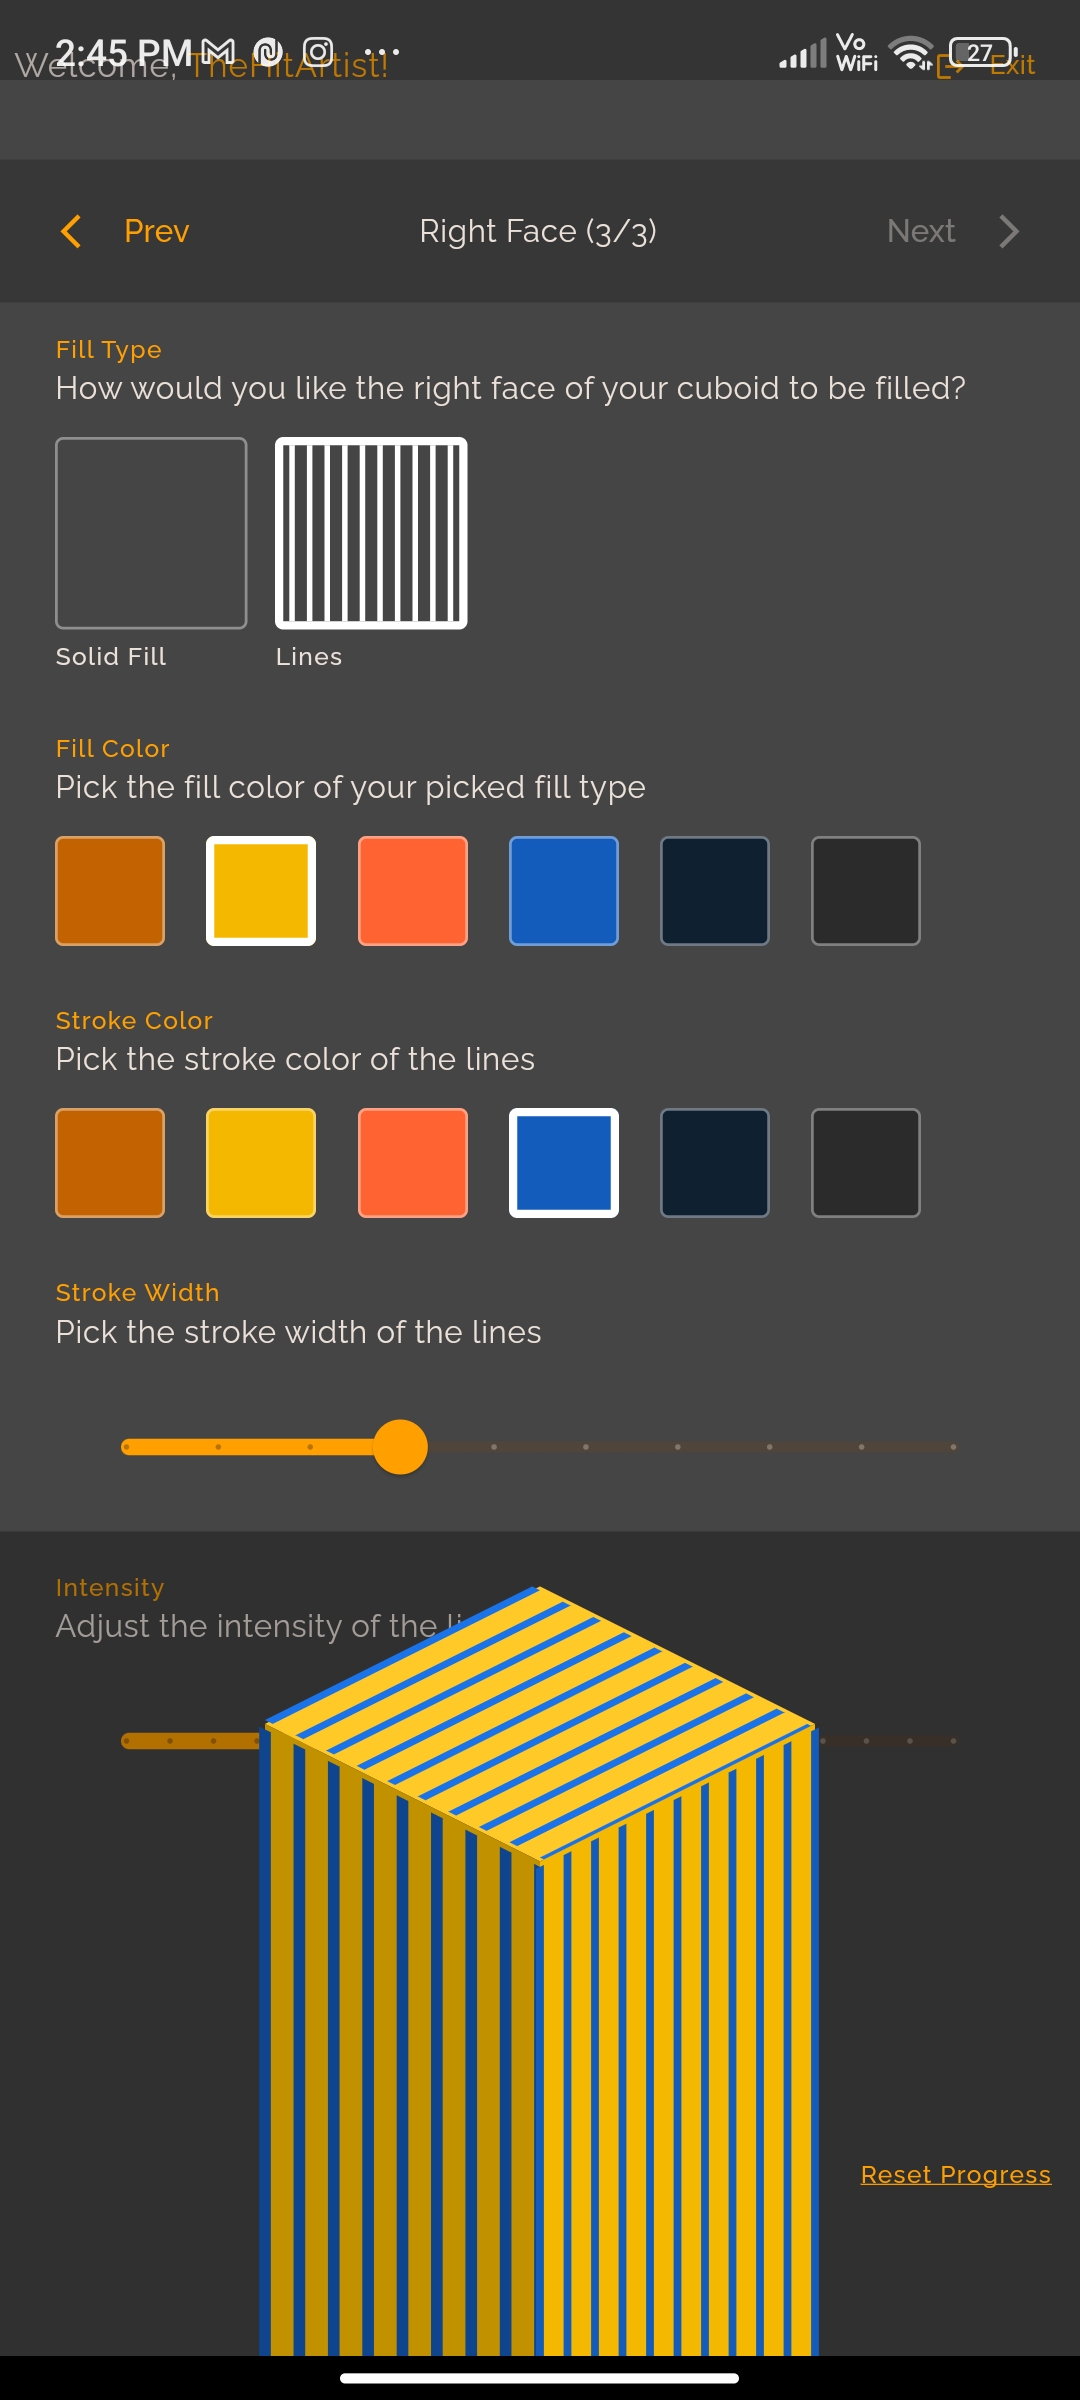 2:45 PM
Vo
WiFi
27
Welcome, TheHitArtist!
Exit
Prev
Right Face (3/3)
Next
Fill Type
How would you like the right face of your cuboid to be filled?
Solid Fill
Lines
Fill Color
Pick the fill color of your picked fill type
Stroke Color
Pick the stroke color of the lines
Stroke Width
Pick the stroke width of the lines
Intensity
Adjust the intensity of the
Reset Progress